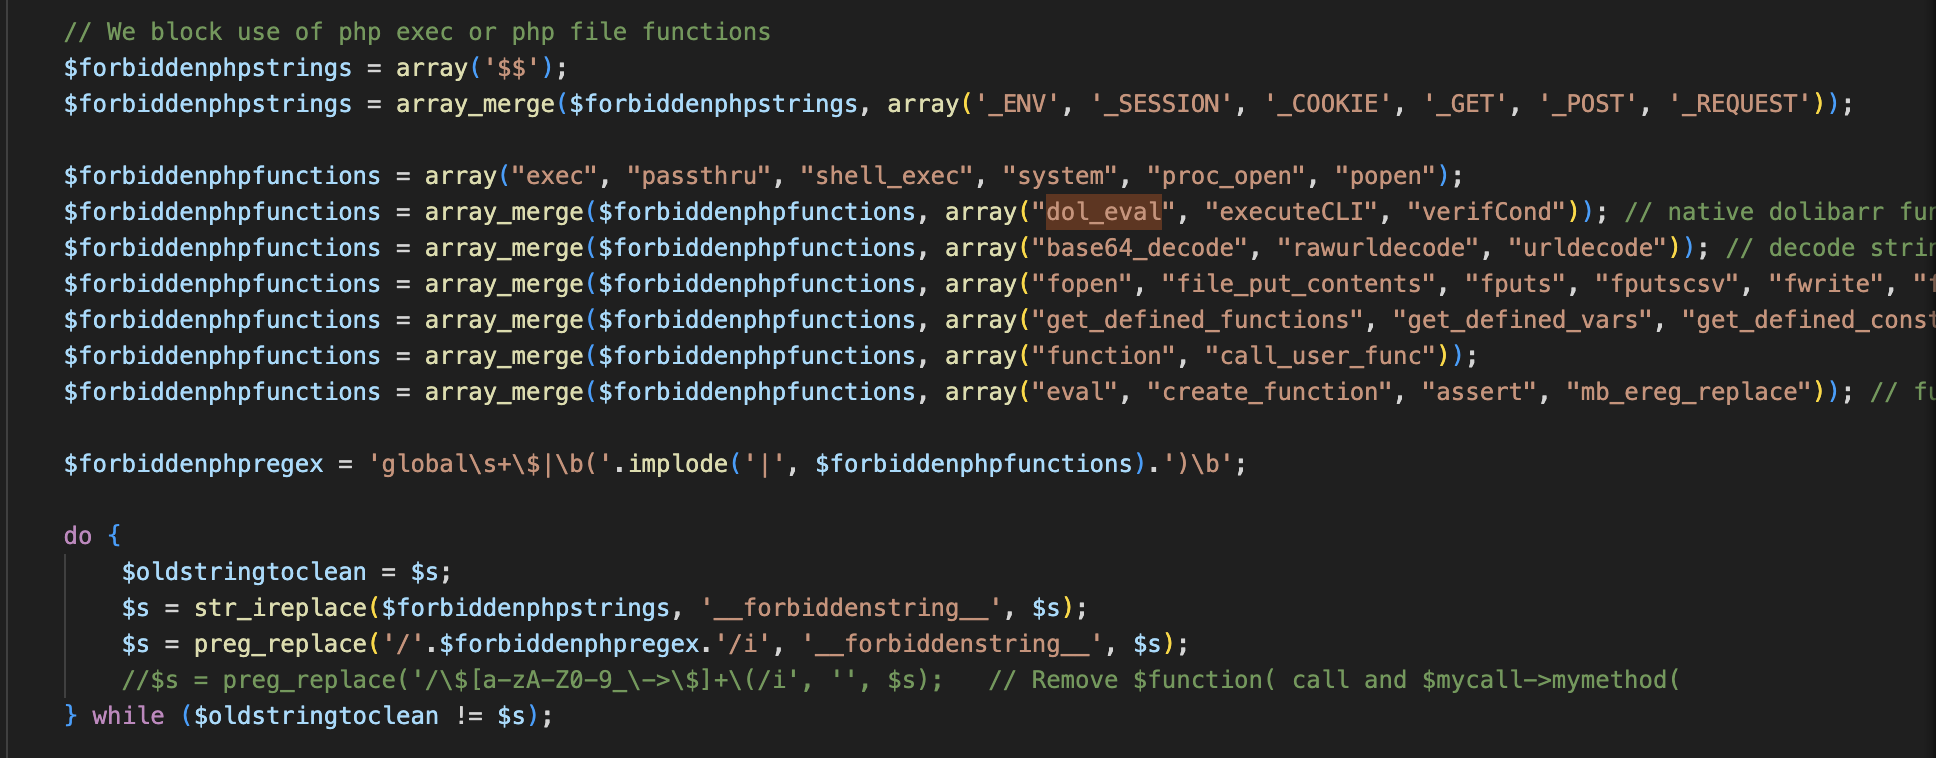 // We block use of php exec or php file functions
$forbiddenphpstrings = array('$$');
$forbiddenphpstrings = array_merge($forbiddenphpstrings, array('_ENV', '_SESSION', '_COOKIE', '_GET', '_POST', '_REQUEST'));
$forbiddenphpfunctions = array("exec", "passthru", "shell_exec", "system", "proc_open", "popen");
$forbiddenphpfunctions = array_merge($forbiddenphpfunctions, array("dol_eval", "executeCLI", "verifCond")); // native dolibarr
$forbiddenphpfunctions = array_merge($forbiddenphpfunctions, array("base64_decode", "rawurldecode", "urldecode")); // decode
$forbiddenphpfunctions = array_merge($forbiddenphpfunctions, array("fopen", "file_put_contents", "fputs", "fputscsv", "fwrite",
$forbiddenphpfunctions = array_merge($forbiddenphpfunctions, array("get_defined_functions", "get_defined_vars", "get_defined_const
$forbiddenphpfunctions = array_merge($forbiddenphpfunctions, array("function", "call_user_func"));
$forbiddenphpfunctions = array_merge($forbiddenphpfunctions, array("eval", "create_function", "assert", "mb_ereg_replace")); //
$forbiddenphpregex = 'global\s+\$|\b('.implode('|', $forbiddenphpfunctions).')\b';
do {
$oldstringtoclean = $s;
$s = str_ireplace($forbiddenphpstrings, '__forbiddenstring__', $s);
$s = preg_replace('/'.$forbiddenphpregex.'/i', '__forbiddenstring__', $s);
//$s = preg_replace('/\$[a-zA-Z0-9_\->\$]+\(/i', '', $s); // Remove $function( call and $mycall->mymethod(
} while ($oldstringtoclean != $s);